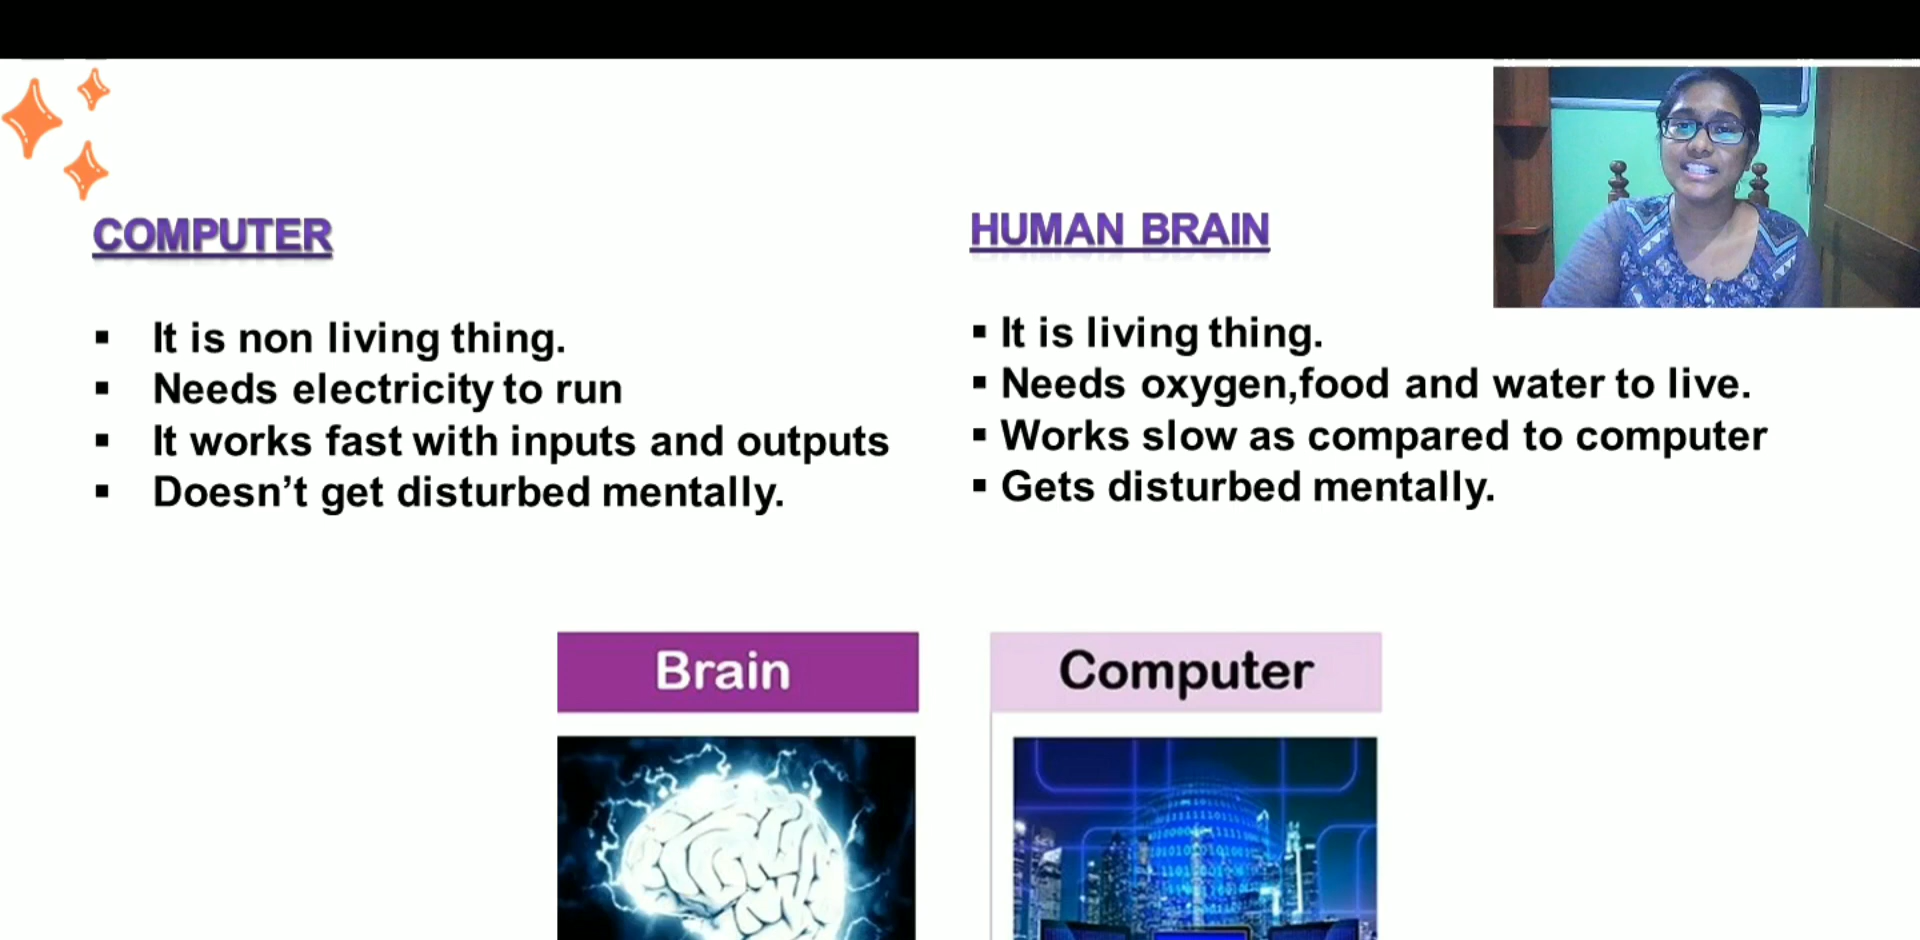 COMPUTER
▪ It is non living thing.
▪ Needs electricity to run
▪ It works fast with inputs and outputs
▪ Doesn’t get disturbed mentally.
HUMAN BRAIN
▪ It is living thing.
▪ Needs oxygen,food and water to live.
▪ Works slow as compared to computer
▪ Gets disturbed mentally.
Brain
Computer